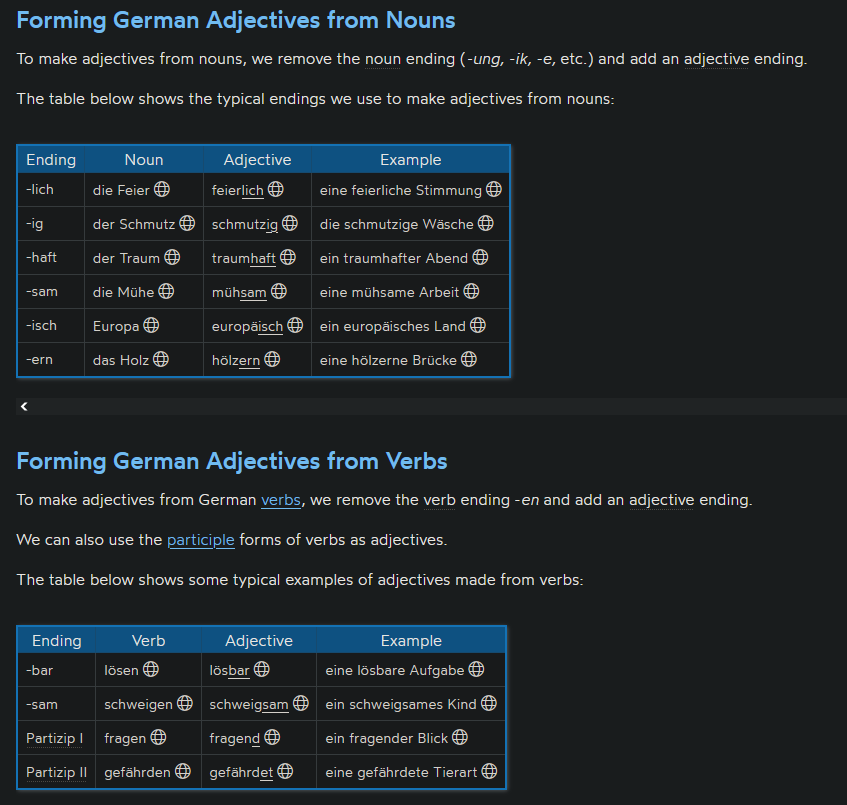 Forming German Adjectives from Nouns
To make adjectives from nouns, we remove the noun ending (-ung, -ik, -e, etc.) and add an adjective ending.
The table below shows the typical endings we use to make adjectives from nouns:
Ending Noun Adjective Example
-lich die Feier feierlich eine feierliche Stimmung
-ig der Schmutz schmutzig die schmutzige Wäsche
-haft der Traum traumhaft ein traumhafter Abend
-sam die Mühe mühsam eine mühsame Arbeit
-isch Europa europäisch ein europäisches Land
-ern das Holz hölzern eine hölzerne Brücke
Forming German Adjectives from Verbs
To make adjectives from German verbs, we remove the verb ending -en and add an adjective ending.
We can also use the participle forms of verbs as adjectives.
The table below shows some typical examples of adjectives made from verbs:
Ending Verb Adjective Example
-bar lösen lösbar eine lösbare Aufgabe
-sam schweigen schweigsam ein schweigsames Kind
Partizip I fragen fragend ein fragender Blick
Partizip II gefährden gefährdet eine gefährdete Tierart